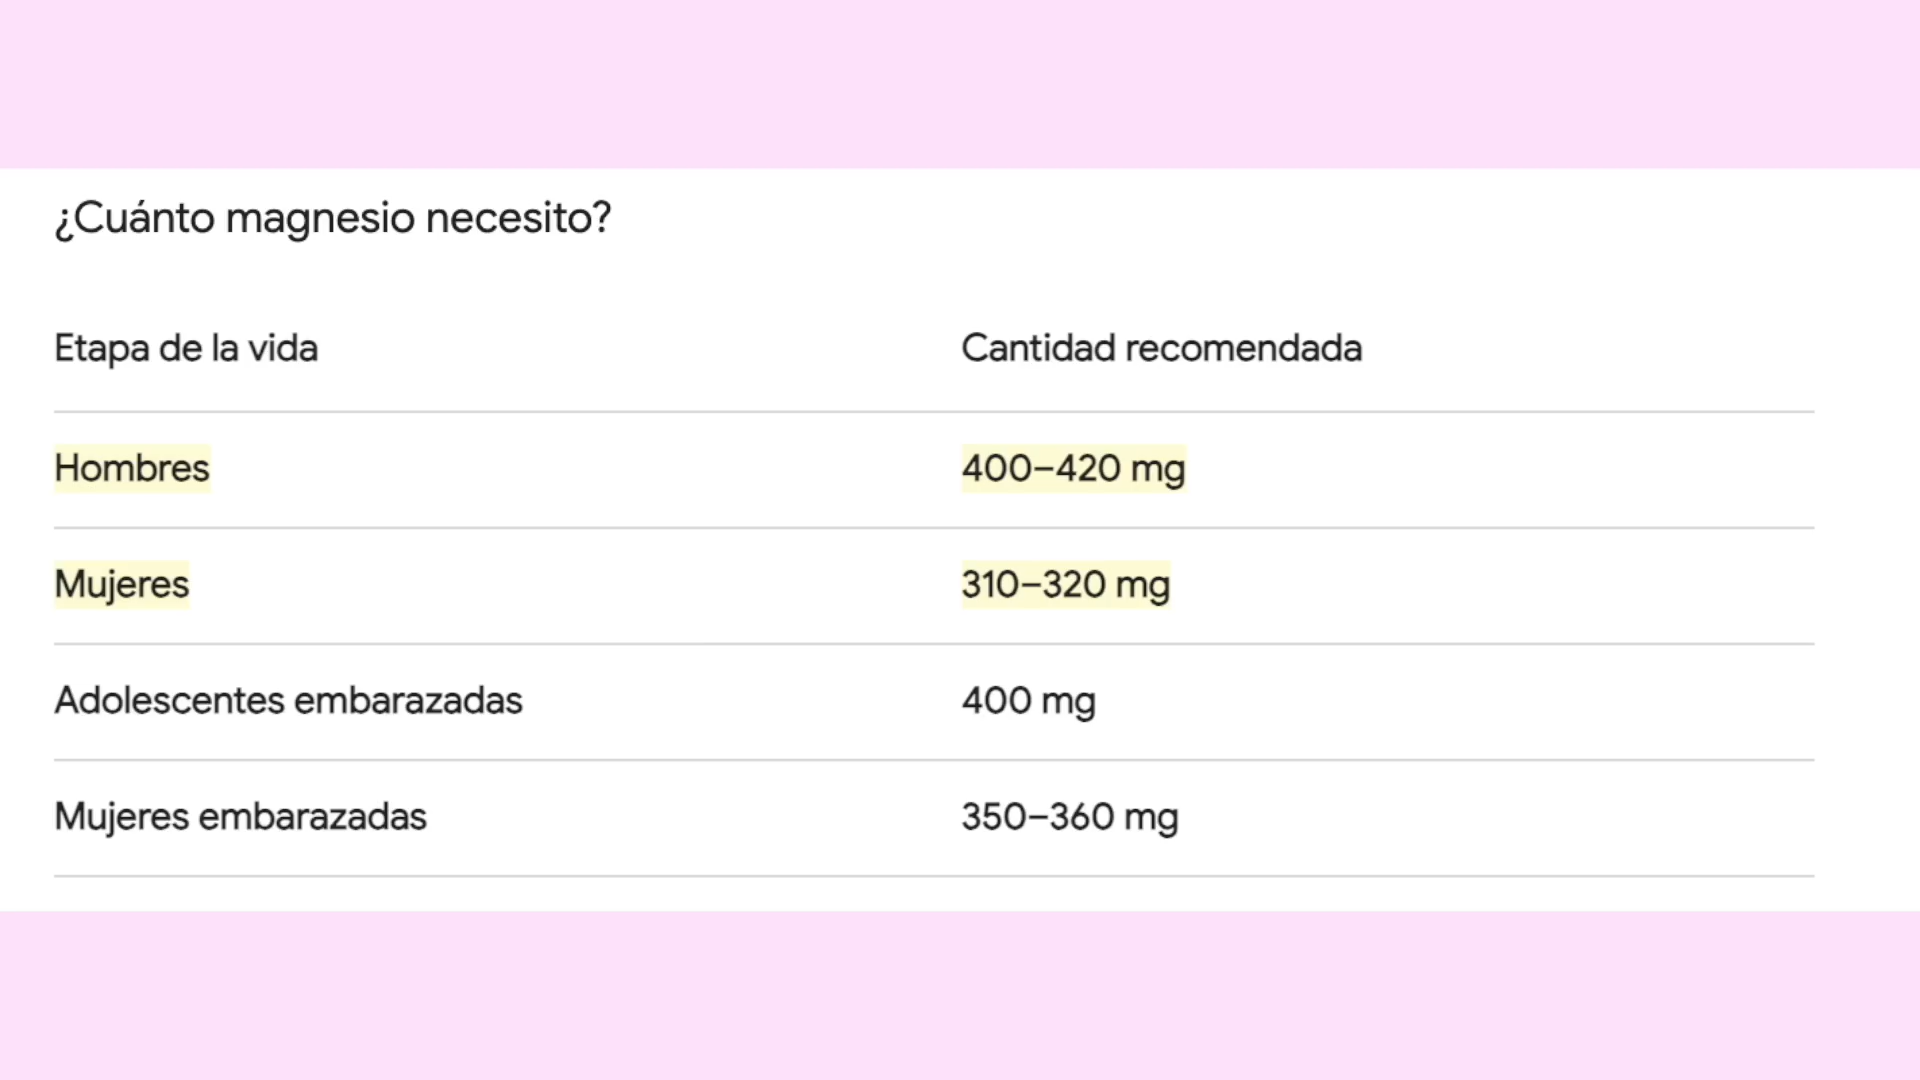 ¿Cuánto magnesio necesito?
Etapa de la vida Cantidad recomendada
Hombres 400–420 mg
Mujeres 310–320 mg
Adolescentes embarazadas 400 mg
Mujeres embarazadas 350–360 mg